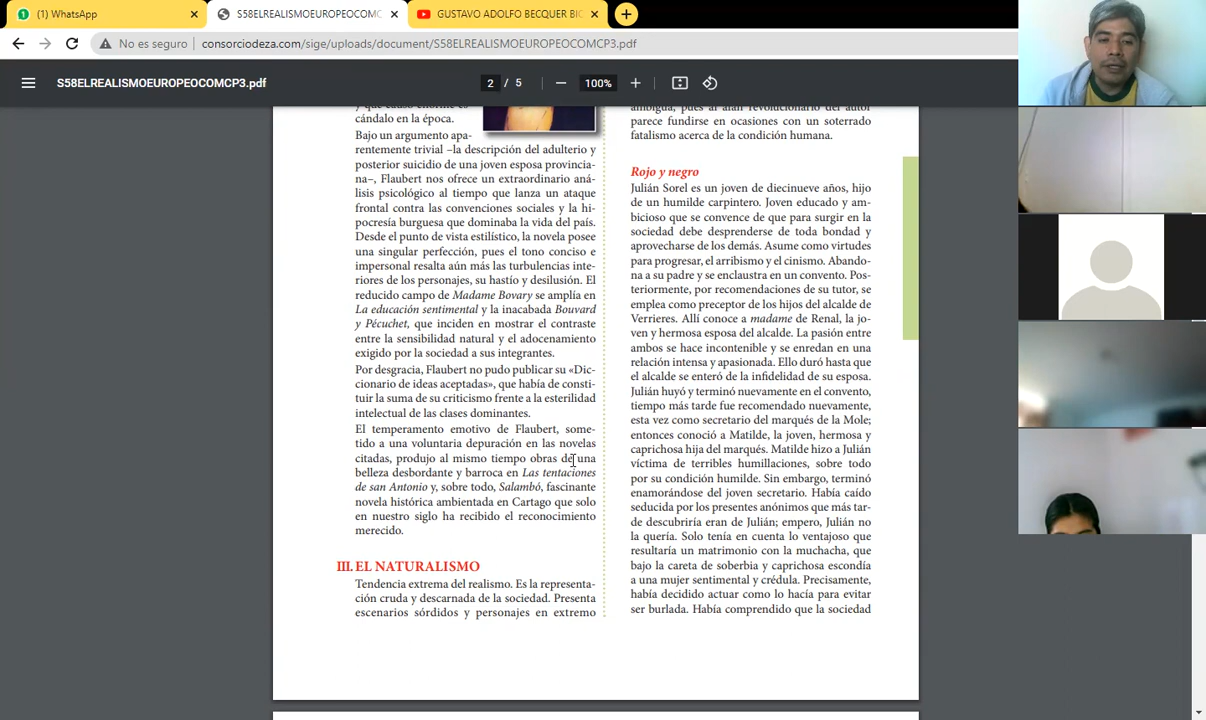 (1) WhatsApp
S58ELREALISMOEUROPEOCOM
GUSTAVO ADOLFO BECQUER
No es seguro
consorciodeza.com/sige/uploads/document/S58ELREALISMOEUROPEOCOMCP3.pdf
S58ELREALISMOEUROPEOCOMCP3.pdf
2 / 5
100%
y que causó enorme es-
cándalo en la época.
Bajo un argumento apa-
rentemente trivial –la descripción del adulterio y
posterior suicidio de una joven esposa provincia-
na–, Flaubert nos ofrece un extraordinario aná-
lisis psicológico al tiempo que lanza un ataque
frontal contra las convenciones sociales y la hi-
pocresía burguesa que dominaba la vida del país.
Desde el punto de vista estilístico, la novela posee
una singular perfección, pues el tono conciso e
impersonal resalta aún más las turbulencias inte-
riores de los personajes, su hastío y desilusión. El
reducido campo de Madame Bovary se amplía en
La educación sentimental y la inacabada Bouvard
y Pécuchet, que inciden en mostrar el contraste
entre la sensibilidad natural y el adocenamiento
exigido por la sociedad a sus integrantes.
Por desgracia, Flaubert no pudo publicar su «Dic-
cionario de ideas aceptadas», que había de consti-
tuir la suma de su criticismo frente a la esterilidad
intelectual de las clases dominantes.
El temperamento emotivo de Flaubert, some-
tido a una voluntaria depuración en las novelas
citadas, produjo al mismo tiempo obras de una
belleza desbordante y barroca en Las tentaciones
de san Antonio y, sobre todo, Salambó, fascinante
novela histórica ambientada en Cartago que solo
en nuestro siglo ha recibido el reconocimiento
merecido.
III. EL NATURALISMO
Tendencia extrema del realismo. Es la representa-
ción cruda y descarnada de la sociedad. Presenta
escenarios sórdidos y personajes en extremo
ambigua, pues al afán revolucionario del autor
parece fundirse en ocasiones con un soterrado
fatalismo acerca de la condición humana.
Rojo y negro
Julián Sorel es un joven de diecinueve años, hijo
de un humilde carpintero. Joven educado y am-
bicioso que se convence de que para surgir en la
sociedad debe desprenderse de toda bondad y
aprovecharse de los demás. Asume como virtudes
para progresar, el arribismo y el cinismo. Abando-
na a su padre y se enclaustra en un convento. Pos-
teriormente, por recomendaciones de su tutor, se
emplea como preceptor de los hijos del alcalde de
Verrieres. Allí conoce a madame de Renal, la jo-
ven y hermosa esposa del alcalde. La pasión entre
ambos se hace incontenible y se enredan en una
relación intensa y apasionada. Ello duró hasta que
el alcalde se enteró de la infidelidad de su esposa.
Julián huyó y terminó nuevamente en el convento,
tiempo más tarde fue recomendado nuevamente,
esta vez como secretario del marqués de la Mole;
entonces conoció a Matilde, la joven, hermosa y
caprichosa hija del marqués. Matilde hizo a Julián
víctima de terribles humillaciones, sobre todo
por su condición humilde. Sin embargo, terminó
enamorándose del joven secretario. Había caído
seducida por los presentes anónimos que más tar-
de descubriría eran de Julián; empero, Julián no
la quería. Solo tenía en cuenta lo ventajoso que
resultaría un matrimonio con la muchacha, que
bajo la careta de soberbia y caprichosa escondía
a una mujer sentimental y crédula. Precisamente,
había decidido actuar como lo hacía para evitar
ser burlada. Había comprendido que la sociedad